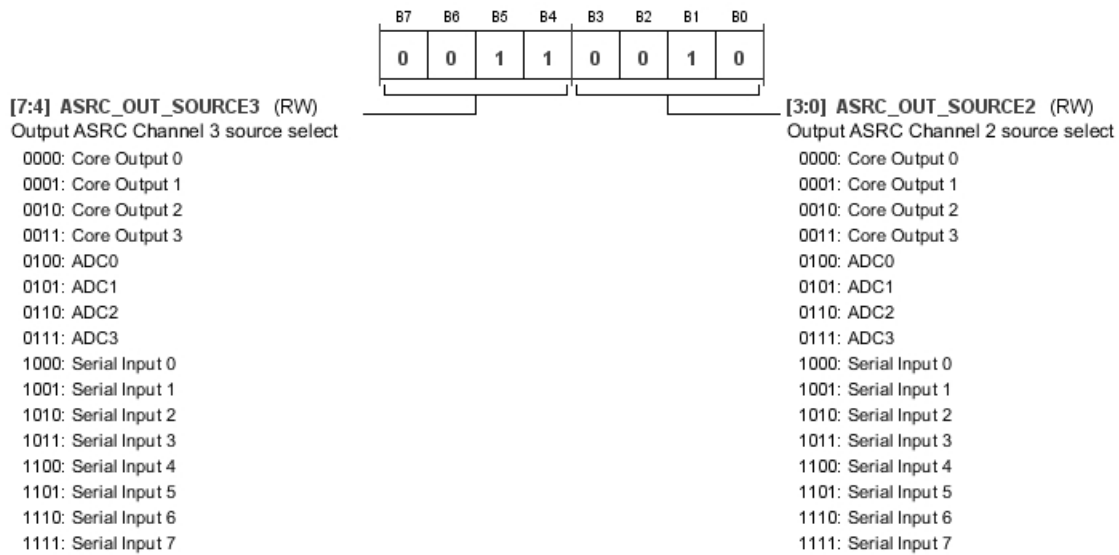 B7 B6 B5 B4 B3 B2 B1 B0
0 0 1 1 0 0 1 0
[7:4] ASRC_OUT_SOURCE3 (RW)
Output ASRC Channel 3 source select
0000: Core Output 0
0001: Core Output 1
0010: Core Output 2
0011: Core Output 3
0100: ADC0
0101: ADC1
0110: ADC2
0111: ADC3
1000: Serial Input 0
1001: Serial Input 1
1010: Serial Input 2
1011: Serial Input 3
1100: Serial Input 4
1101: Serial Input 5
1110: Serial Input 6
1111: Serial Input 7
[3:0] ASRC_OUT_SOURCE2 (RW)
Output ASRC Channel 2 source select
0000: Core Output 0
0001: Core Output 1
0010: Core Output 2
0011: Core Output 3
0100: ADC0
0101: ADC1
0110: ADC2
0111: ADC3
1000: Serial Input 0
1001: Serial Input 1
1010: Serial Input 2
1011: Serial Input 3
1100: Serial Input 4
1101: Serial Input 5
1110: Serial Input 6
1111: Serial Input 7